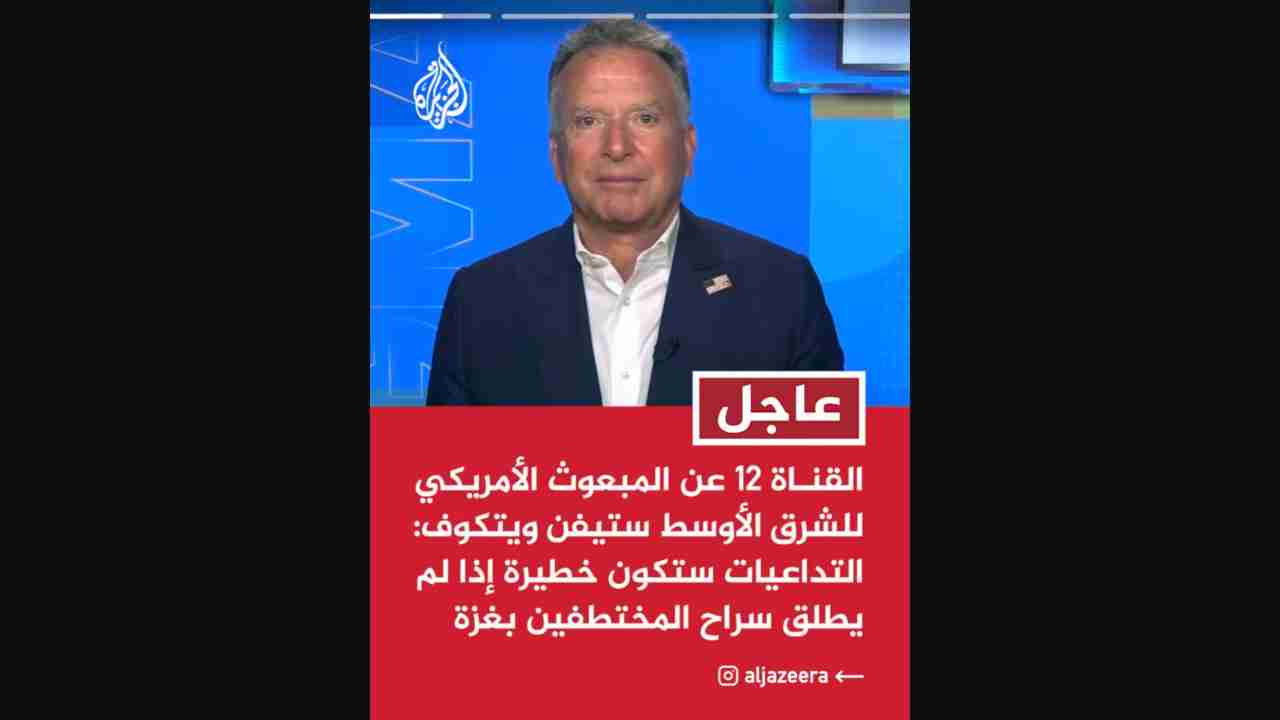 الجزيرة
عاجل
القناة 12 عن المبعوث الأمريكي
للشرق الأوسط ستيفن ويتكوف:
التداعيات ستكون خطيرة إذا لم
يطلق سراح المختطفين بغزة
aljazeera